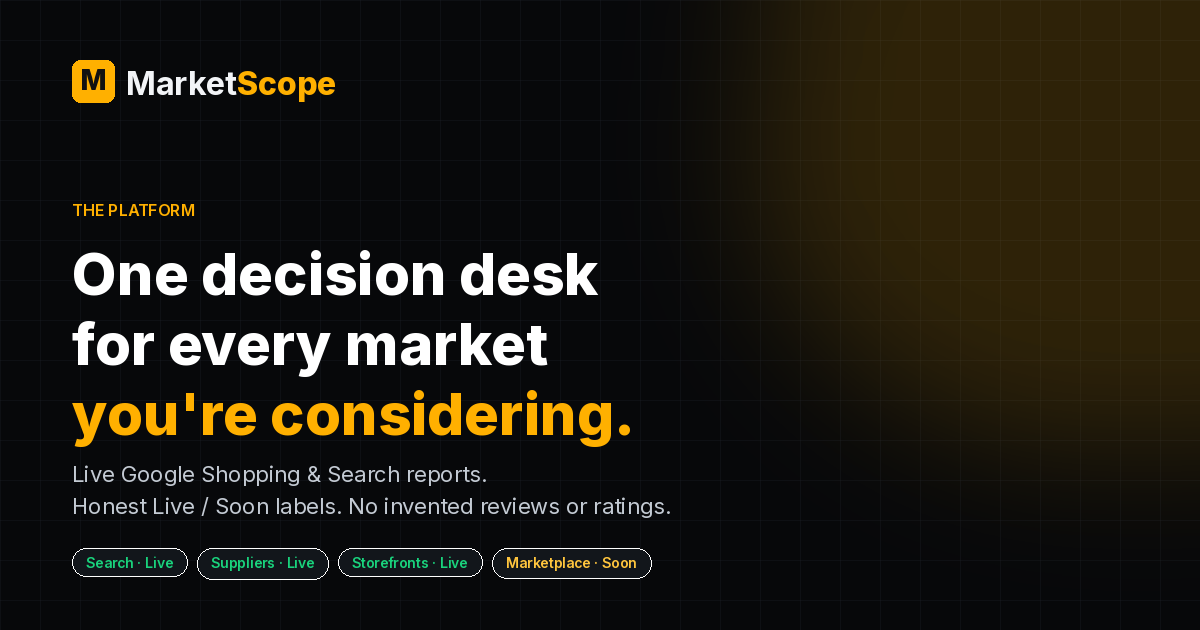 M MarketScope
THE PLATFORM
One decision desk
for every market
you're considering.
Live Google Shopping & Search reports.
Honest Live / Soon labels. No invented reviews or ratings.
Search · Live Suppliers · Live Storefronts · Live Marketplace · Soon